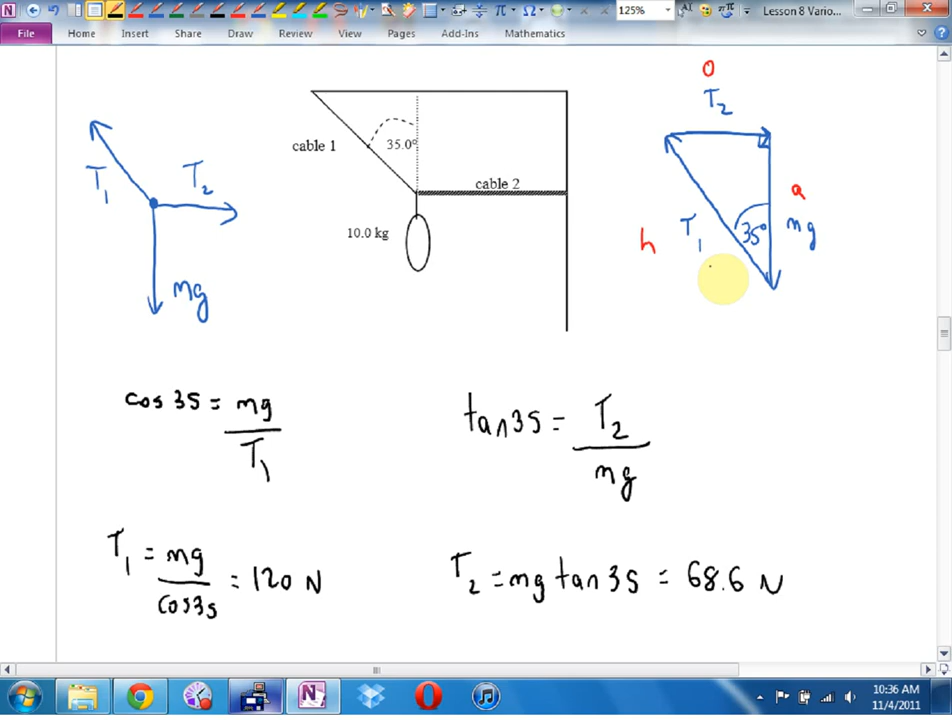 125%
Lesson 8 Vario...
File Home Insert Share Draw Review View Pages Add-Ins Mathematics
o
T2
T1
T2
mg
cable 1
35.0°
cable 2
10.0 kg
a
h
T1
35°
mg
cos 35 = mg
T1
tan 35 = T2
mg
T1 = mg = 120 N
cos 35
T2 = mg tan 35 = 68.6 N
10:36 AM
11/4/2011